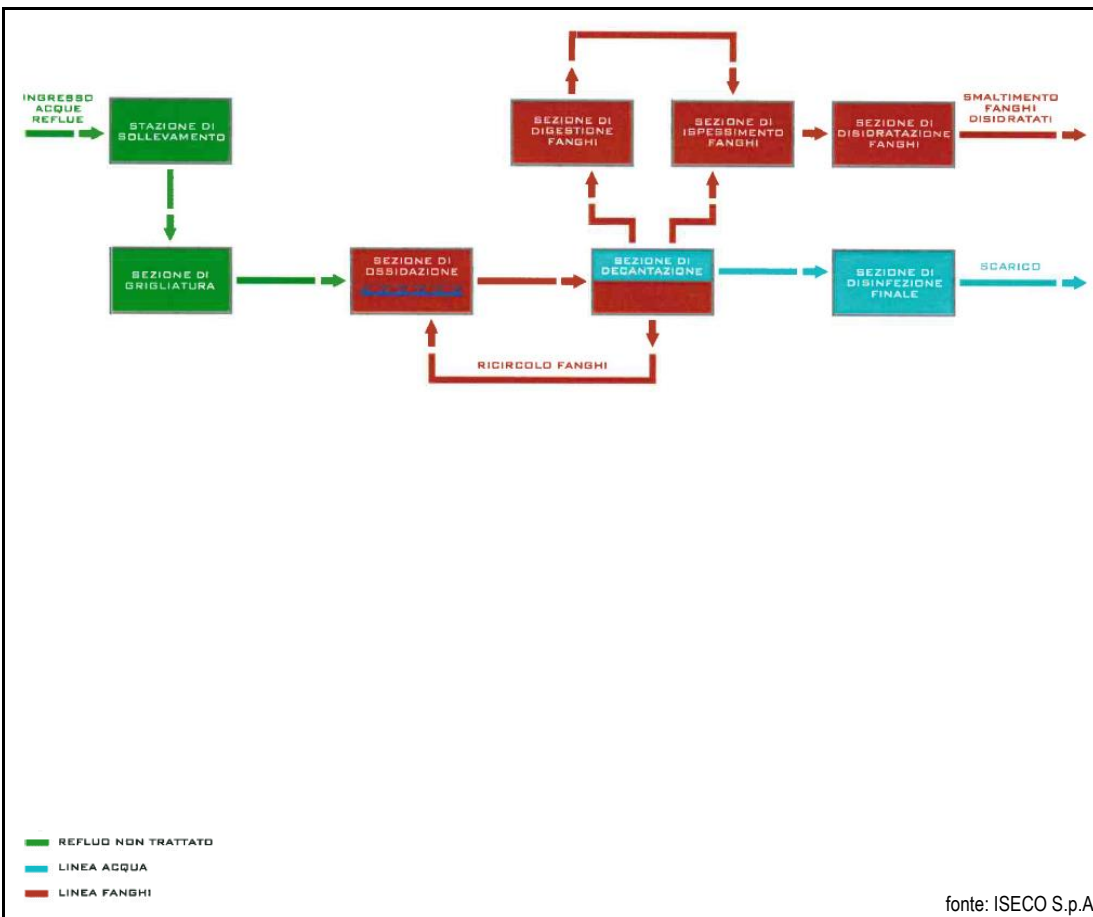 INGRESSO
ACQUE
REFLUE
STAZIONE DI
SOLLEVAMENTO
SEZIONE DI
DIGESTIONE
FANGHI
SEZIONE DI
ISPESSIMENTO
FANGHI
SEZIONE DI
DISIDRATAZIONE
FANGHI
SMALTIMENTO
FANGHI
DISIDRATATI
SEZIONE DI
GRIGLIATURA
SEZIONE DI
OSSIDAZIONE
SEZIONE DI
DECANTAZIONE
SEZIONE DI
DISINFEZIONE
FINALE
SCARICO
RICIRCOLO FANGHI
REFLUO NON TRATTATO
LINEA ACQUA
LINEA FANGHI
fonte: ISECO S.p.A